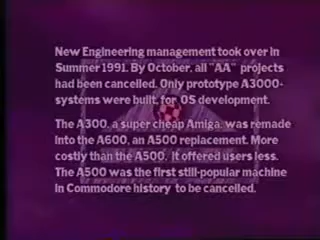 New Engineering management took over in
Summer 1991. By October, all "AA" projects
had been cancelled. Only prototype A3000-
systems were built, for OS development.
The A300, a super cheap Amiga, was remade
into the A600, an A500 replacement. More
costly than the A500, it offered users less.
The A500 was the first still-popular machine
in Commodore history to be cancelled.